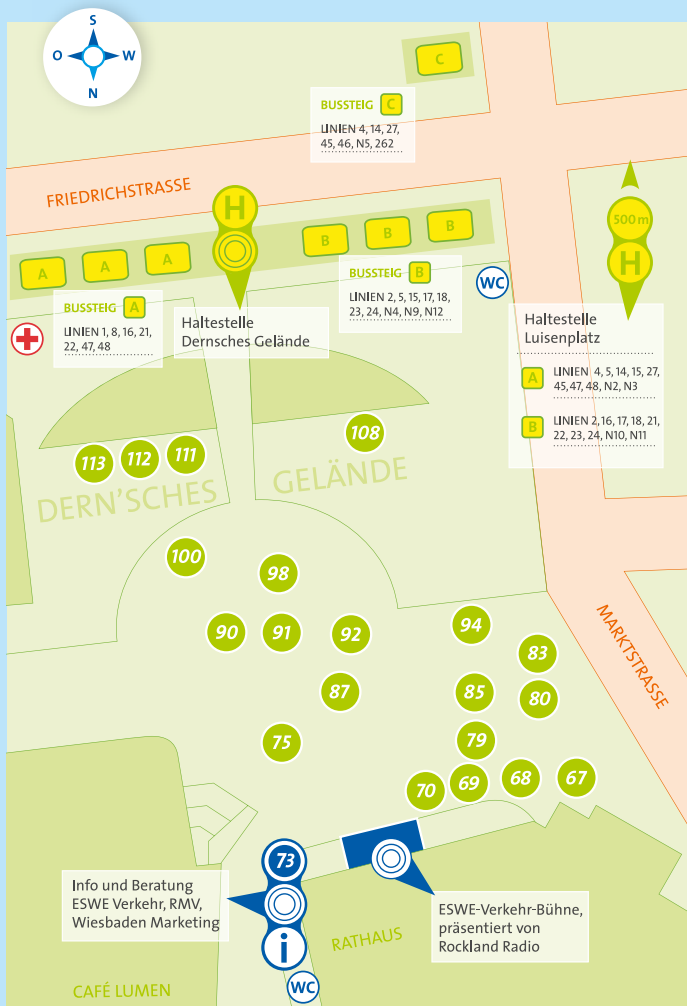 S
O W
N
C
BUSSTEIG C
LINIEN 4, 14, 27,
45, 46, N5, 262
FRIEDRICHSTRASSE
H
A A A
B B B
BUSSTEIG A
LINIEN 1, 8, 16, 21,
22, 47, 48
Haltestelle
Dernsches Gelände
BUSSTEIG B
LINIEN 2, 5, 15, 17, 18,
23, 24, N4, N9, N12
WC
500 m
H
Haltestelle
Luisenplatz
A LINIEN 4, 5, 14, 15, 27,
45, 47, 48, N2, N3
B LINIEN 2, 16, 17, 18, 21,
22, 23, 24, N10, N11
113 112 111
108
DERN'SCHES GELÄNDE
100
98
90 91 92
94
83
87
85
80
75
79
70 69 68 67
MARKTSTRASSE
73
i
Info und Beratung
ESWE Verkehr, RMV,
Wiesbaden Marketing
ESWE-Verkehr-Bühne,
präsentiert von
Rockland Radio
RATHAUS
CAFÉ LUMEN
WC